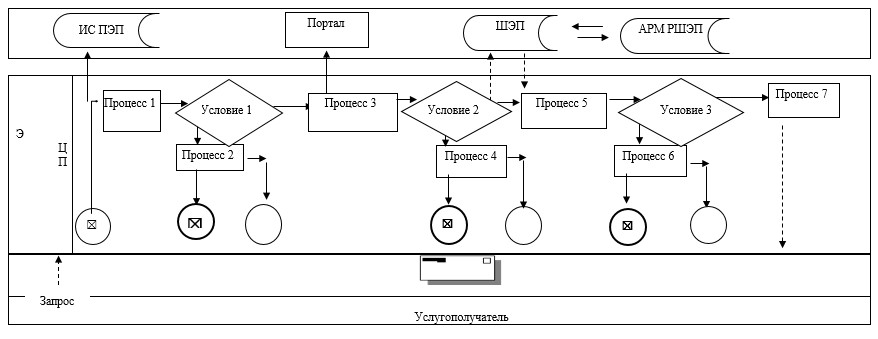 ИС ПЭП
Портал
ШЭП
АРМ РШЭП
Процесс 1
Условие 1
Процесс 3
Условие 2
Процесс 5
Условие 3
Процесс 7
Э
Ц
П
Процесс 2
Процесс 4
Процесс 6
Запрос
Услугополучатель